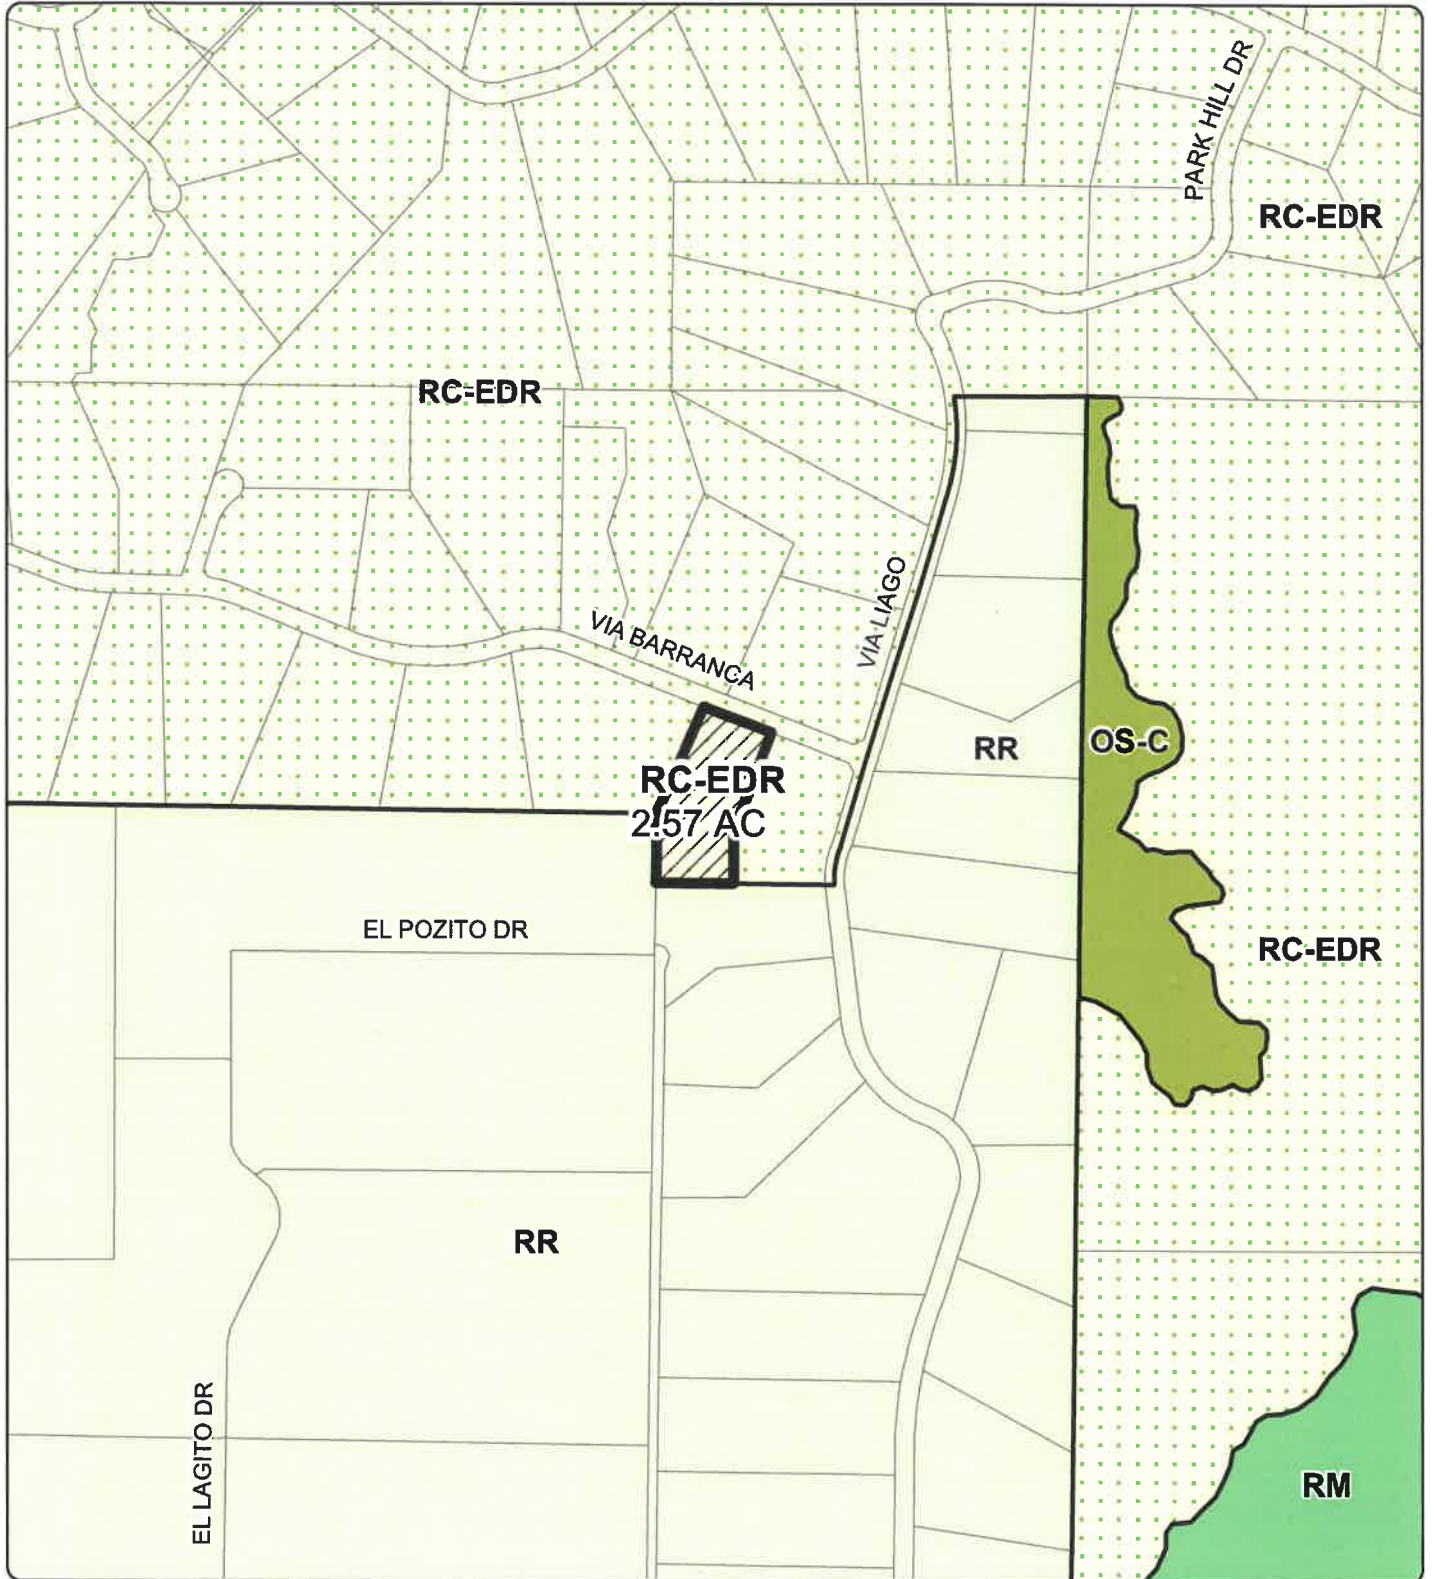 PARK HILL DR
RC-EDR
RC-EDR
VIA LIAGO
VIA BARRANCA
RR
OS-C
RC-EDR
2.57 AC
EL POZITO DR
RC-EDR
RR
EL LAGITO DR
RM